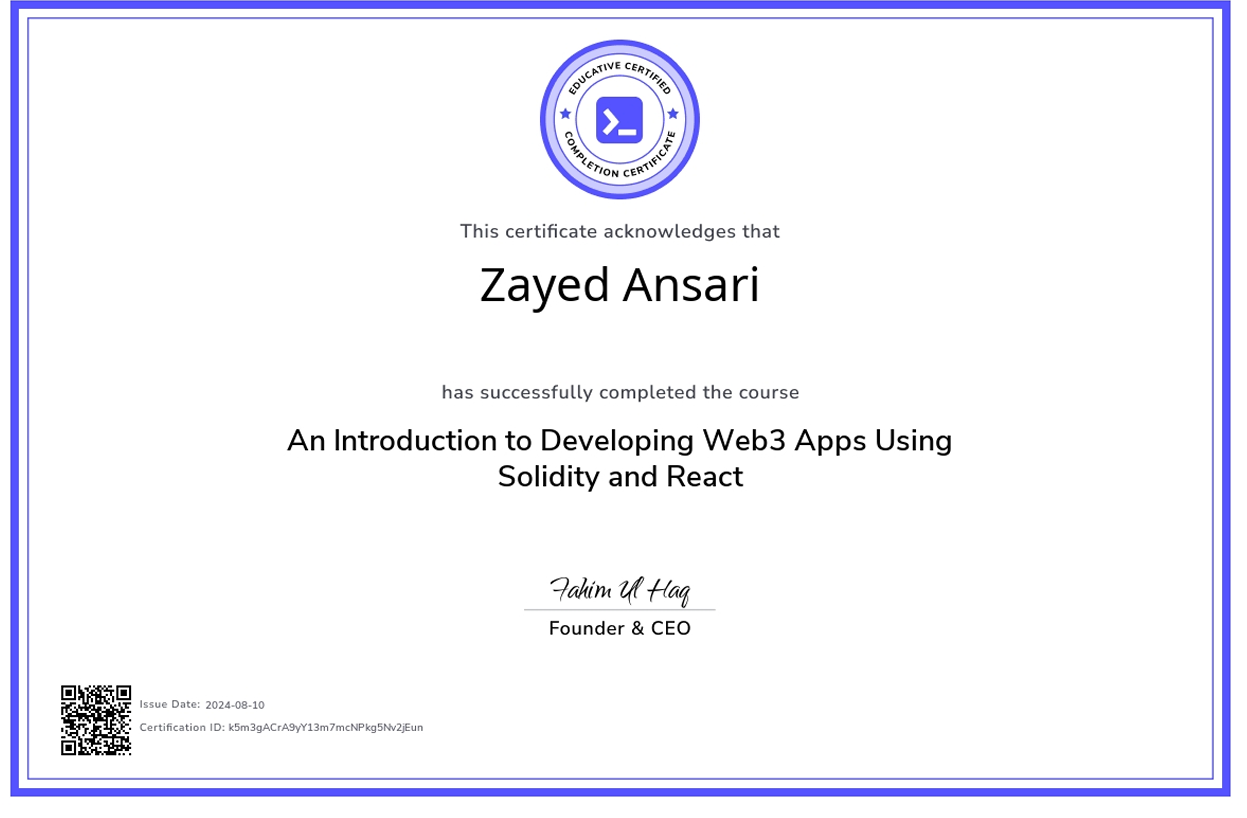 EDUCATIVE CERTIFIED
COMPLETION CERTIFICATE
This certificate acknowledges that
Zayed Ansari
has successfully completed the course
An Introduction to Developing Web3 Apps Using
Solidity and React
Fahim Ul Haq
Founder & CEO
Issue Date: 2024-08-10
Certification ID: k5m3gACrA9yY13m7mcNPkg5Nv2jEun